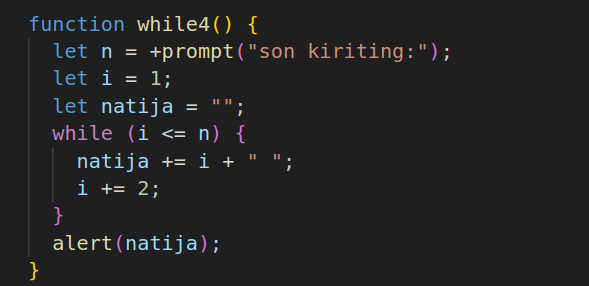 function while4() {
  let n = +prompt("son kiriting:");
  let i = 1;
  let natija = "";
  while (i <= n) {
    natija += i + " ";
    i += 2;
  }
  alert(natija);
}